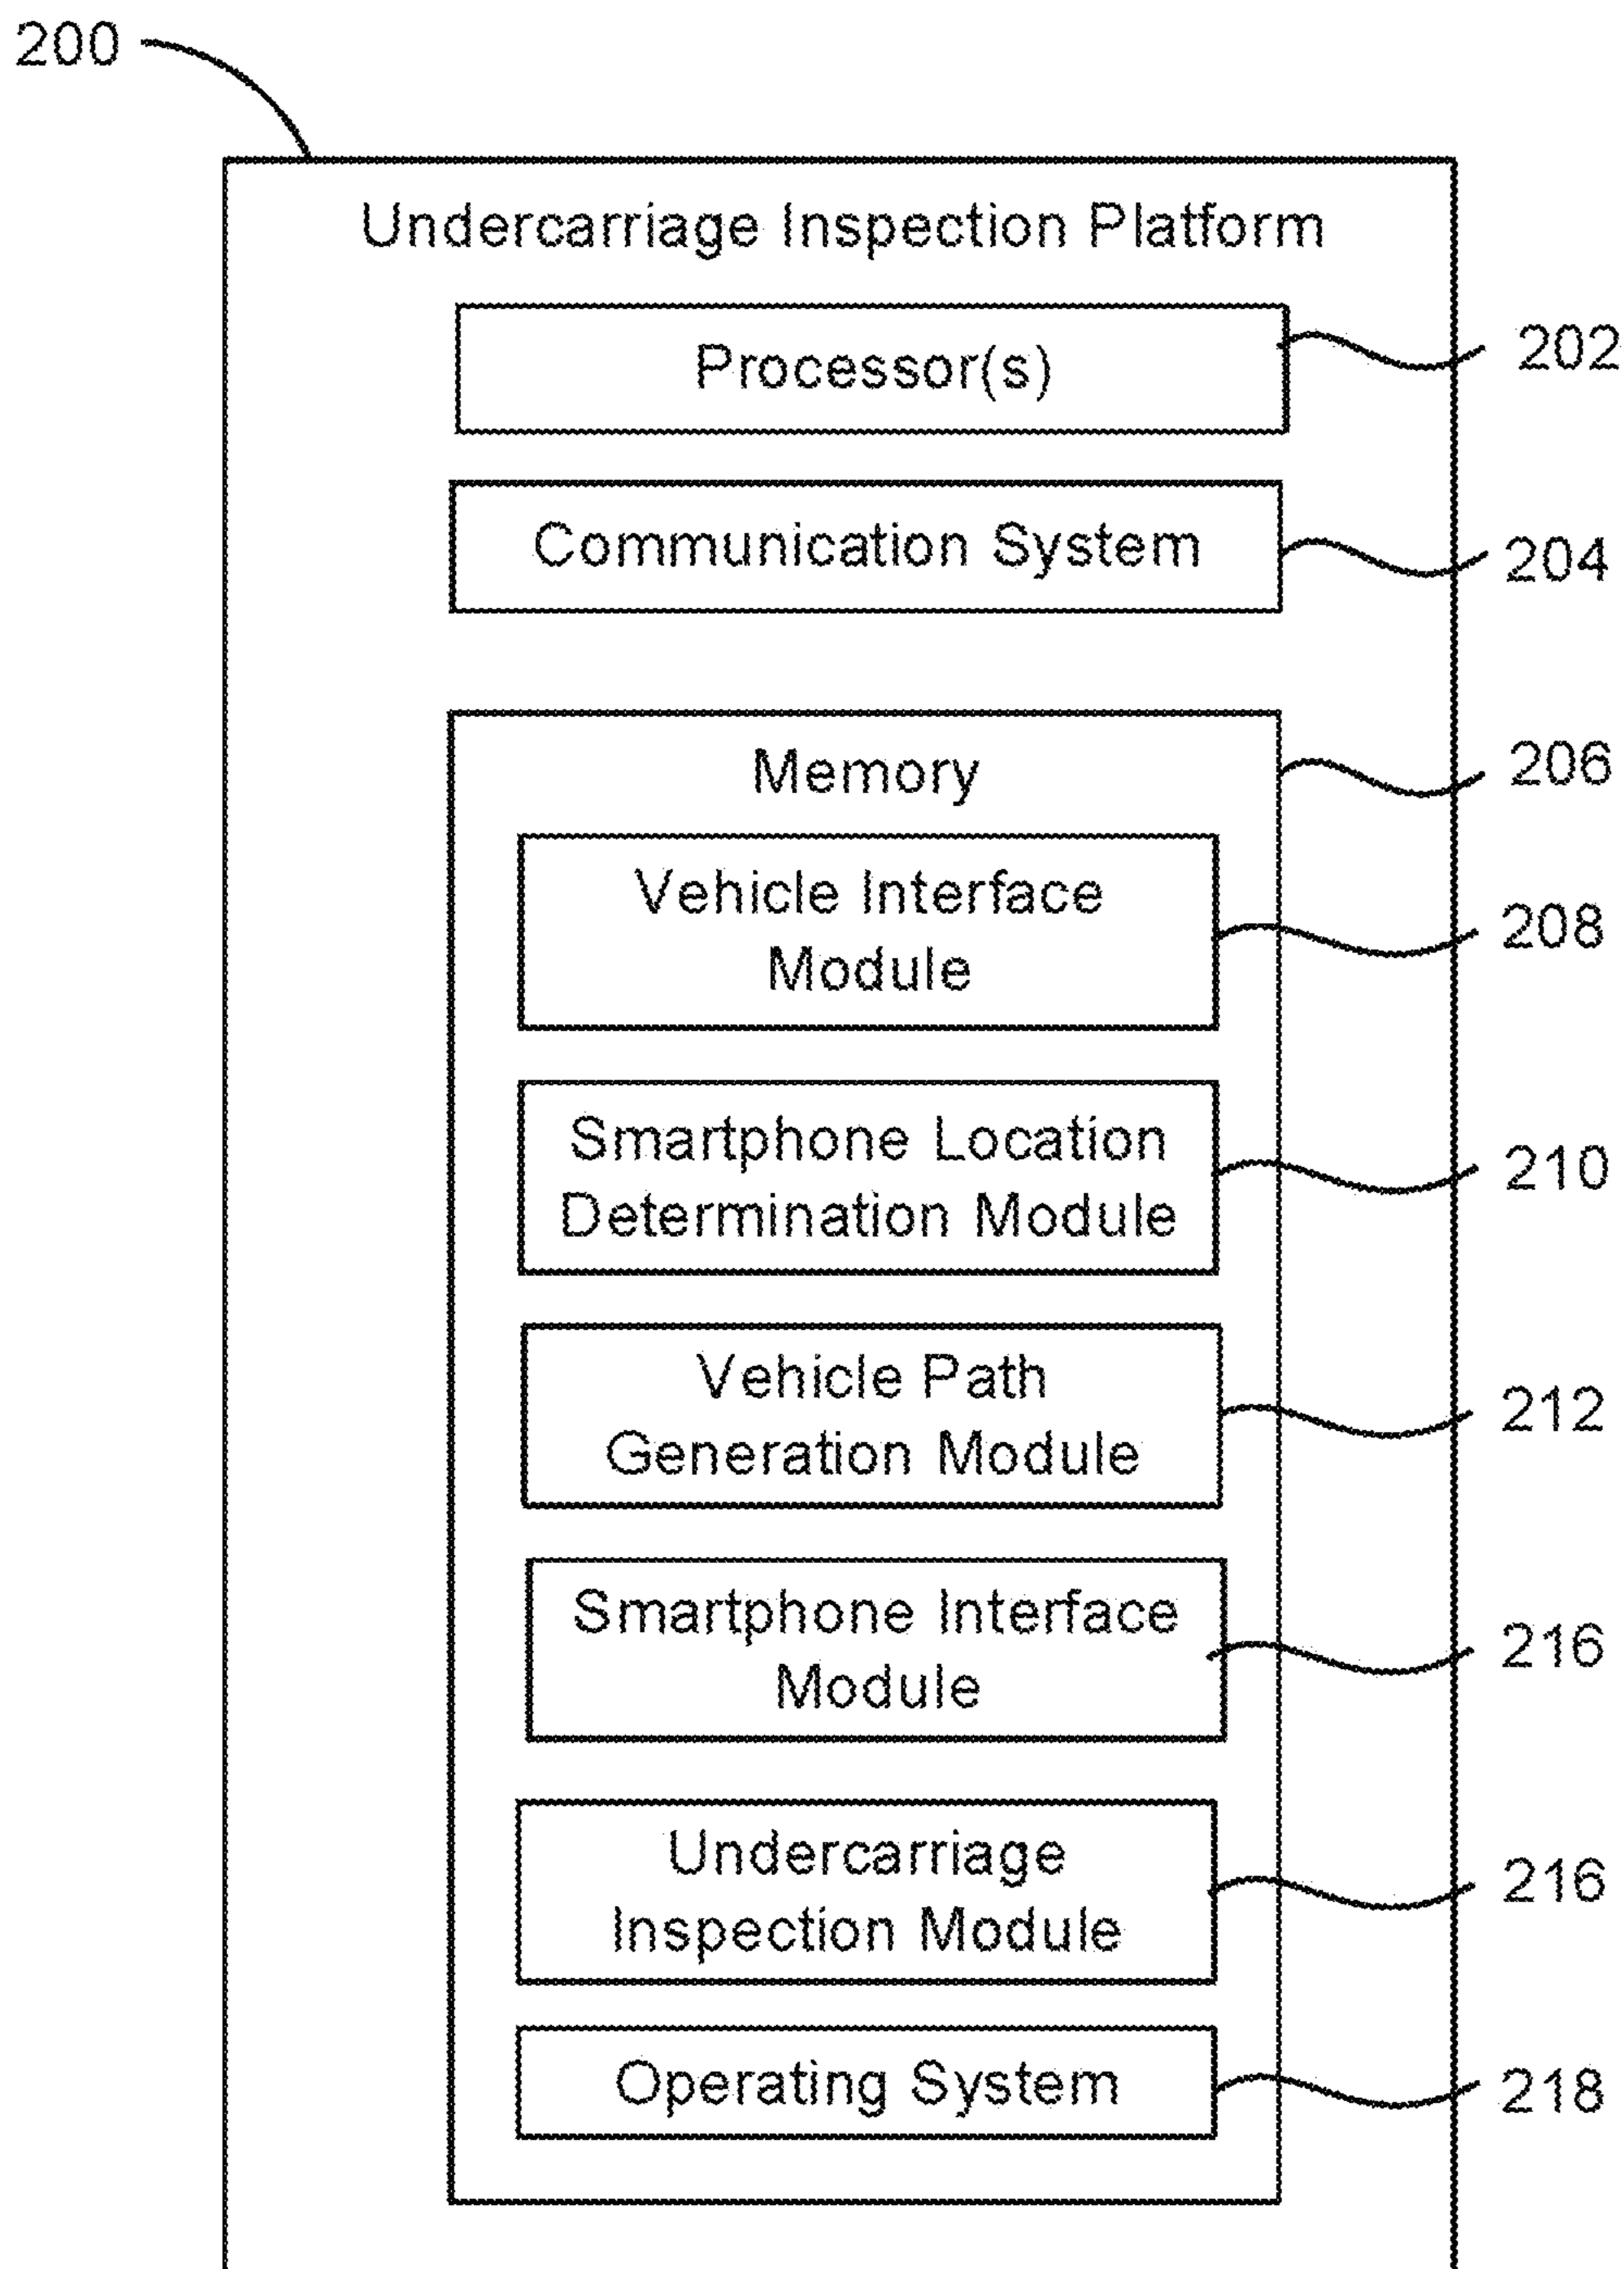 200
Undercarriage Inspection Platform
Processor(s)
202
Communication System
204
Memory
206
Vehicle Interface
Module
208
Smartphone Location
Determination Module
210
Vehicle Path
Generation Module
212
Smartphone Interface
Module
216
Undercarriage
Inspection Module
216
Operating System
218